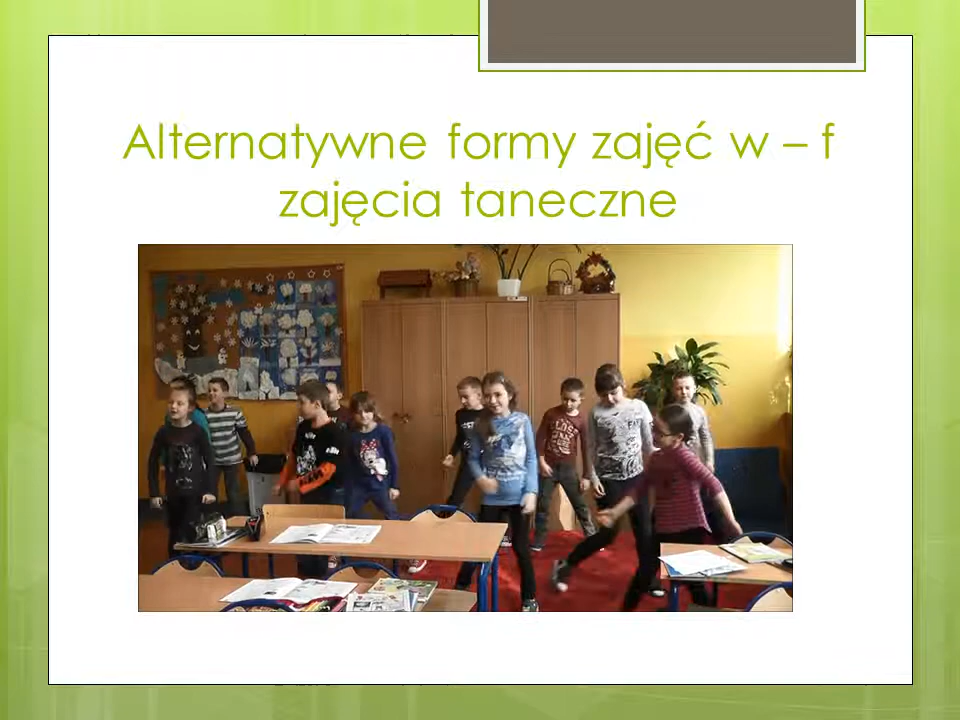 Alternatywne formy zajęć w – f
zajęcia taneczne